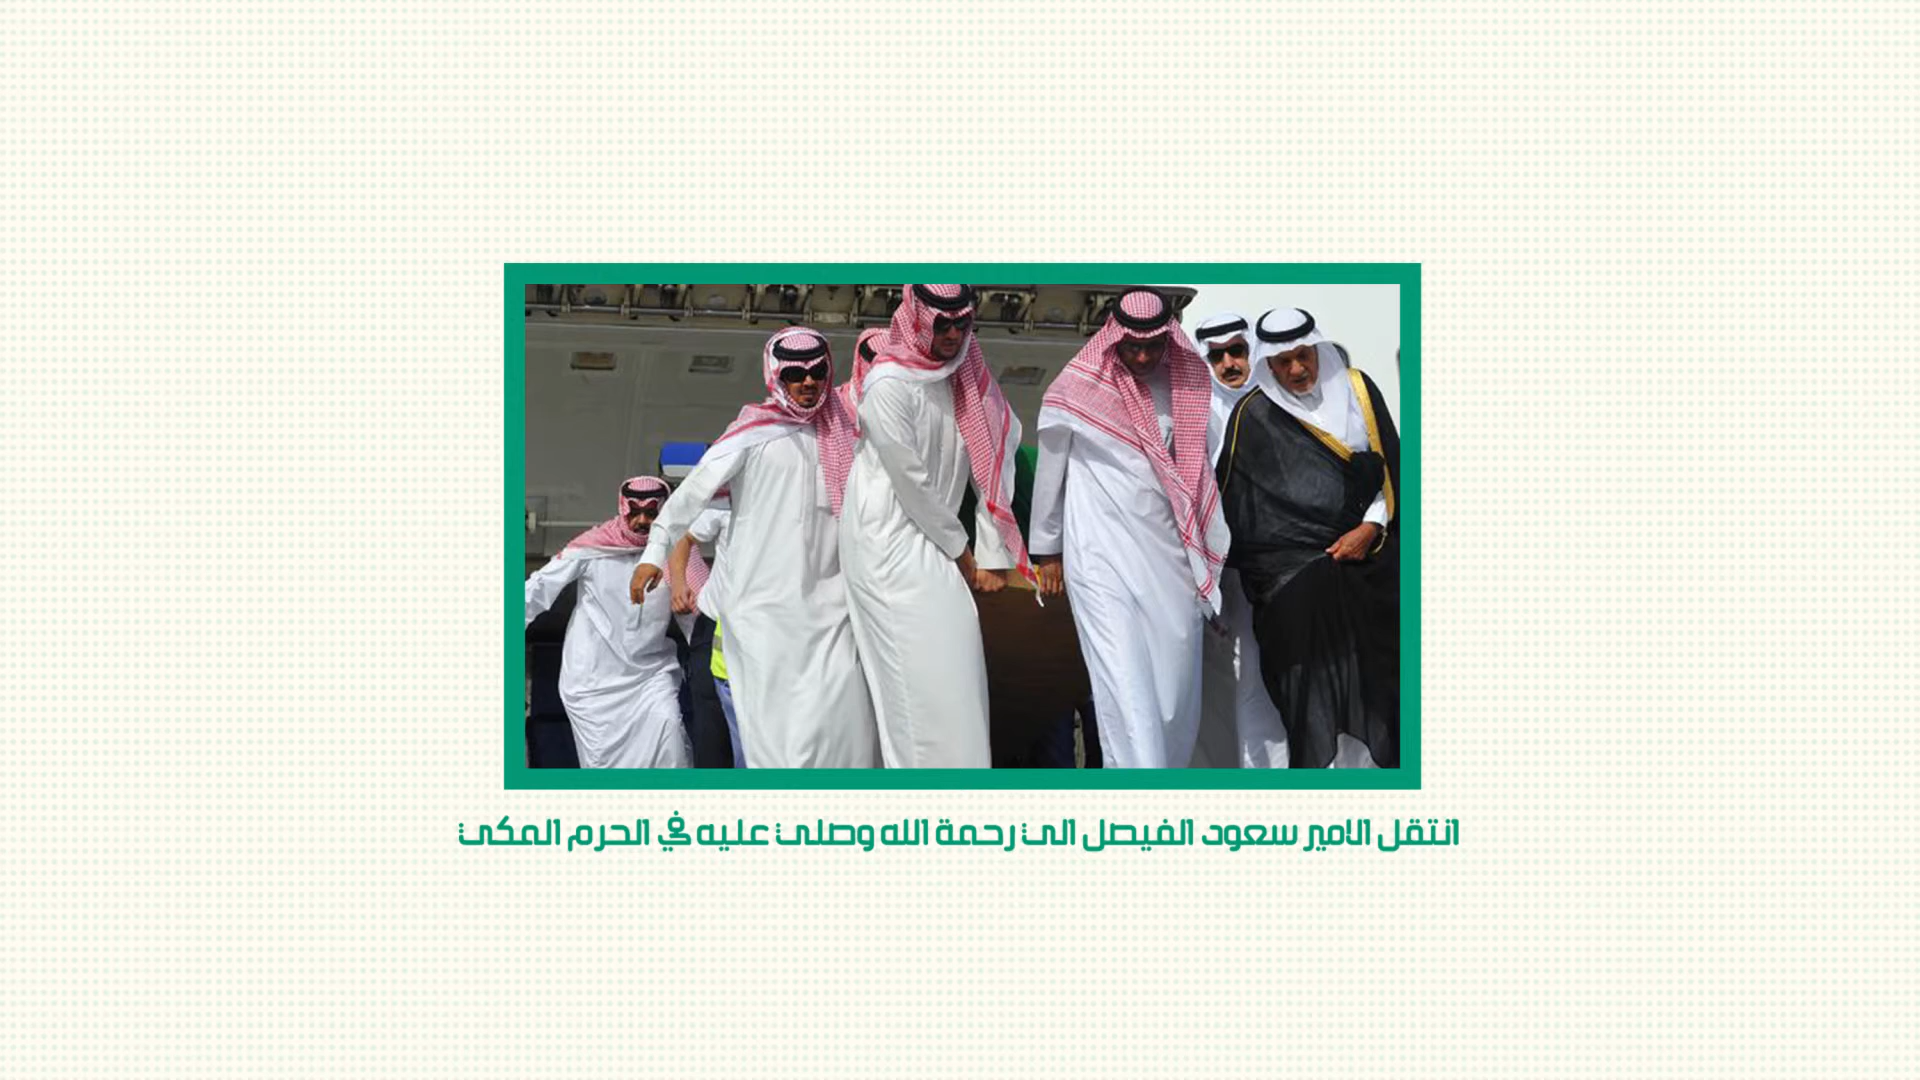 انتقل الامير سعود الفيصل الى رحمة الله وصلى عليه في الحرم المكي